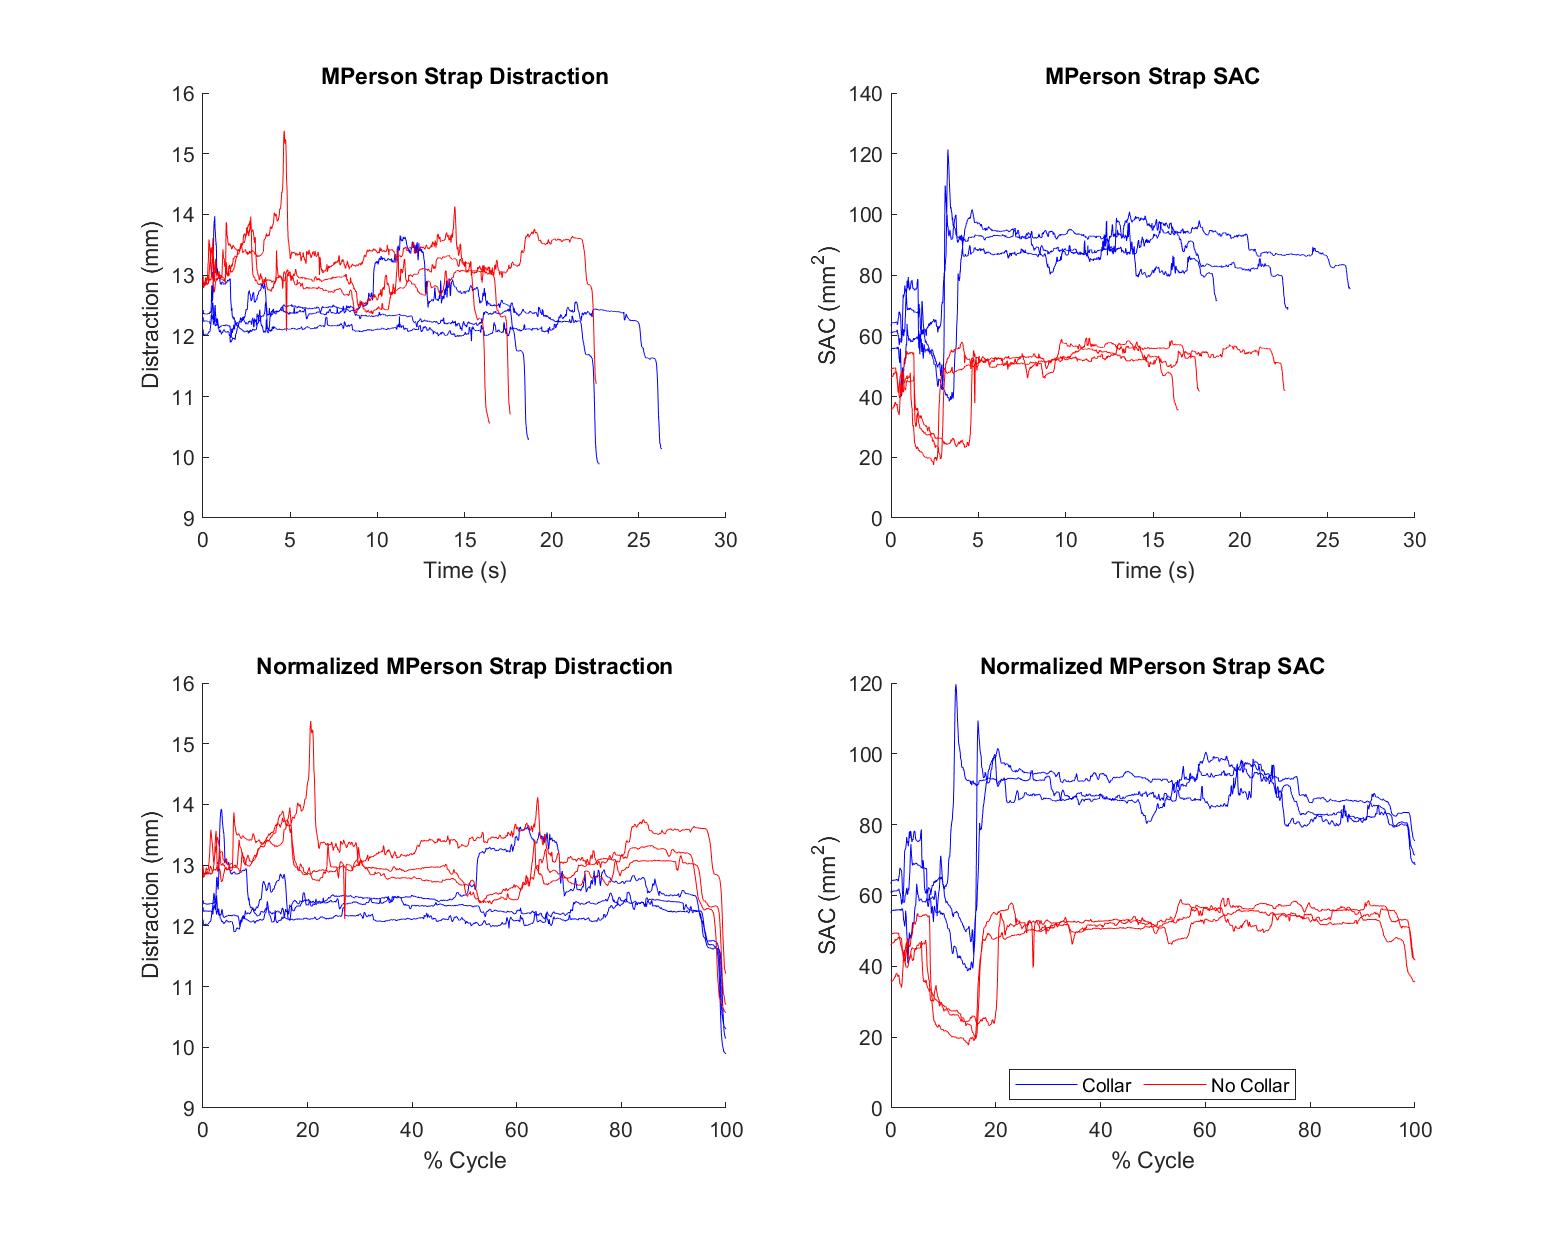 MPerson Strap Distraction
16
15
14
13
12
11
10
9
Distraction (mm)
0 5 10 15 20 25 30
Time (s)
MPerson Strap SAC
140
120
100
80
60
40
20
0
SAC (mm²)
0 5 10 15 20 25 30
Time (s)
Normalized MPerson Strap Distraction
16
15
14
13
12
11
10
9
Distraction (mm)
0 20 40 60 80 100
% Cycle
Normalized MPerson Strap SAC
120
100
80
60
40
20
0
SAC (mm²)
Collar No Collar
0 20 40 60 80 100
% Cycle